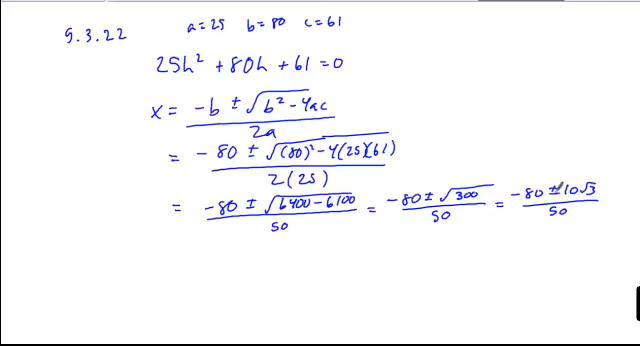 9.3.22 a=25 b=80 c=61
25h² + 80h + 61 = 0
x = (-b ± √(b² - 4ac)) / 2a
= (-80 ± √((80)² - 4(25)(61))) / 2(25)
= (-80 ± √(6400 - 6100)) / 50 = (-80 ± √300) / 50 = (-80 ± 10√3) / 50